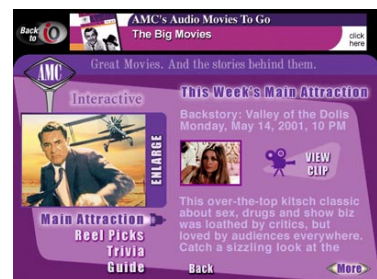 Back
to
iO
AMC's Audio Movies To Go
The Big Movies
click
here
AMC
Great Movies. And the stories behind them.
Interactive
This Week's Main Attraction
Backstory: Valley of the Dolls
Monday, May 14, 2001, 10 PM
ENLARGE
VIEW
CLIP
This over-the-top kitsch classic
about sex, drugs and show biz
was loathed by critics, but
loved by audiences everywhere.
Catch a sizzling look at the
Main Attraction
Reel Picks
Trivia
Guide
Back
More